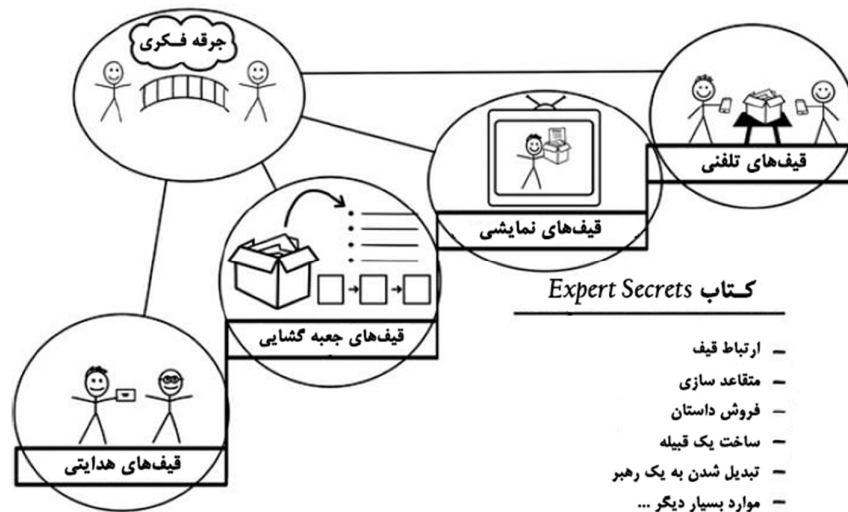 جرقه فکری
قیف‌های تلفنی
قیف‌های نمایشی
قیف‌های جعبه گشایی
قیف‌های هدایتی
کتاب Expert Secrets
– ارتباط قیف
– متقاعد سازی
– فروش داستان
– ساخت یک قبیله
– تبدیل شدن به یک رهبر
– موارد بسیار دیگر ...